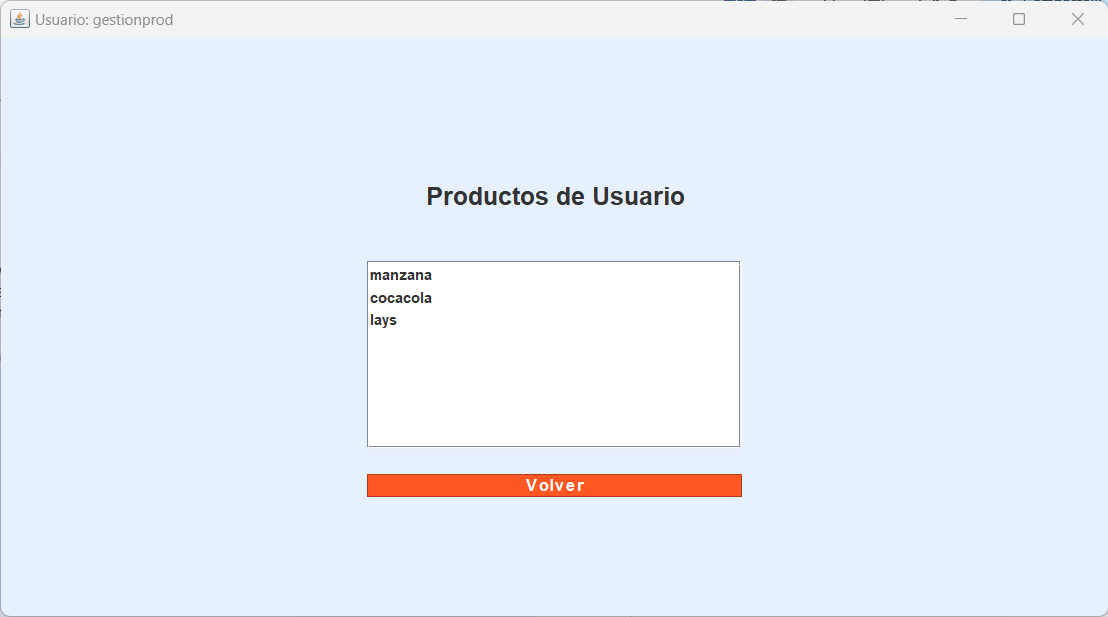 Usuario: gestionprod
Productos de Usuario
manzana
cocacola
lays
Volver